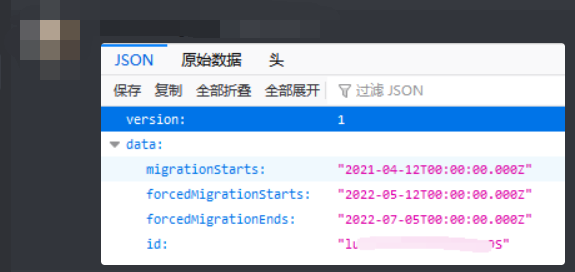 JSON 原始数据 头
保存 复制 全部折叠 全部展开 过滤 JSON
version: 1
data:
migrationStarts: "2021-04-12T00:00:00.000Z"
forcedMigrationStarts: "2022-05-12T00:00:00.000Z"
forcedMigrationEnds: "2022-07-05T00:00:00.000Z"
id: